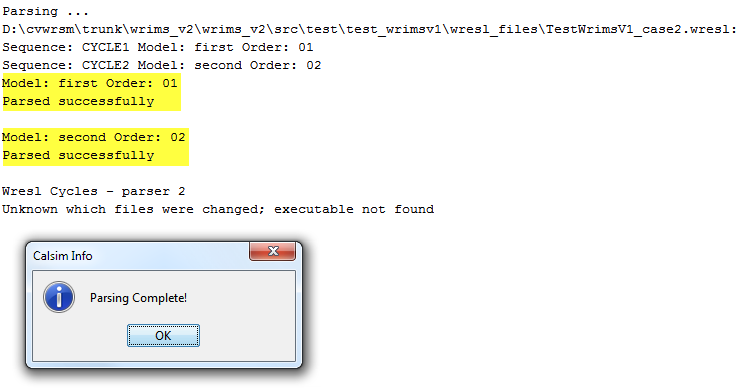 Parsing ...
D:\cvwrsm\trunk\wrims_v2\wrims_v2\src\test\test_wrimsv1\wresl_files\TestWrimsV1_case2.wresl:
Sequence: CYCLE1 Model: first Order: 01
Sequence: CYCLE2 Model: second Order: 02
Model: first Order: 01
Parsed successfully
Model: second Order: 02
Parsed successfully
Wresl Cycles - parser 2
Unknown which files were changed; executable not found
Calsim Info
Parsing Complete!
OK